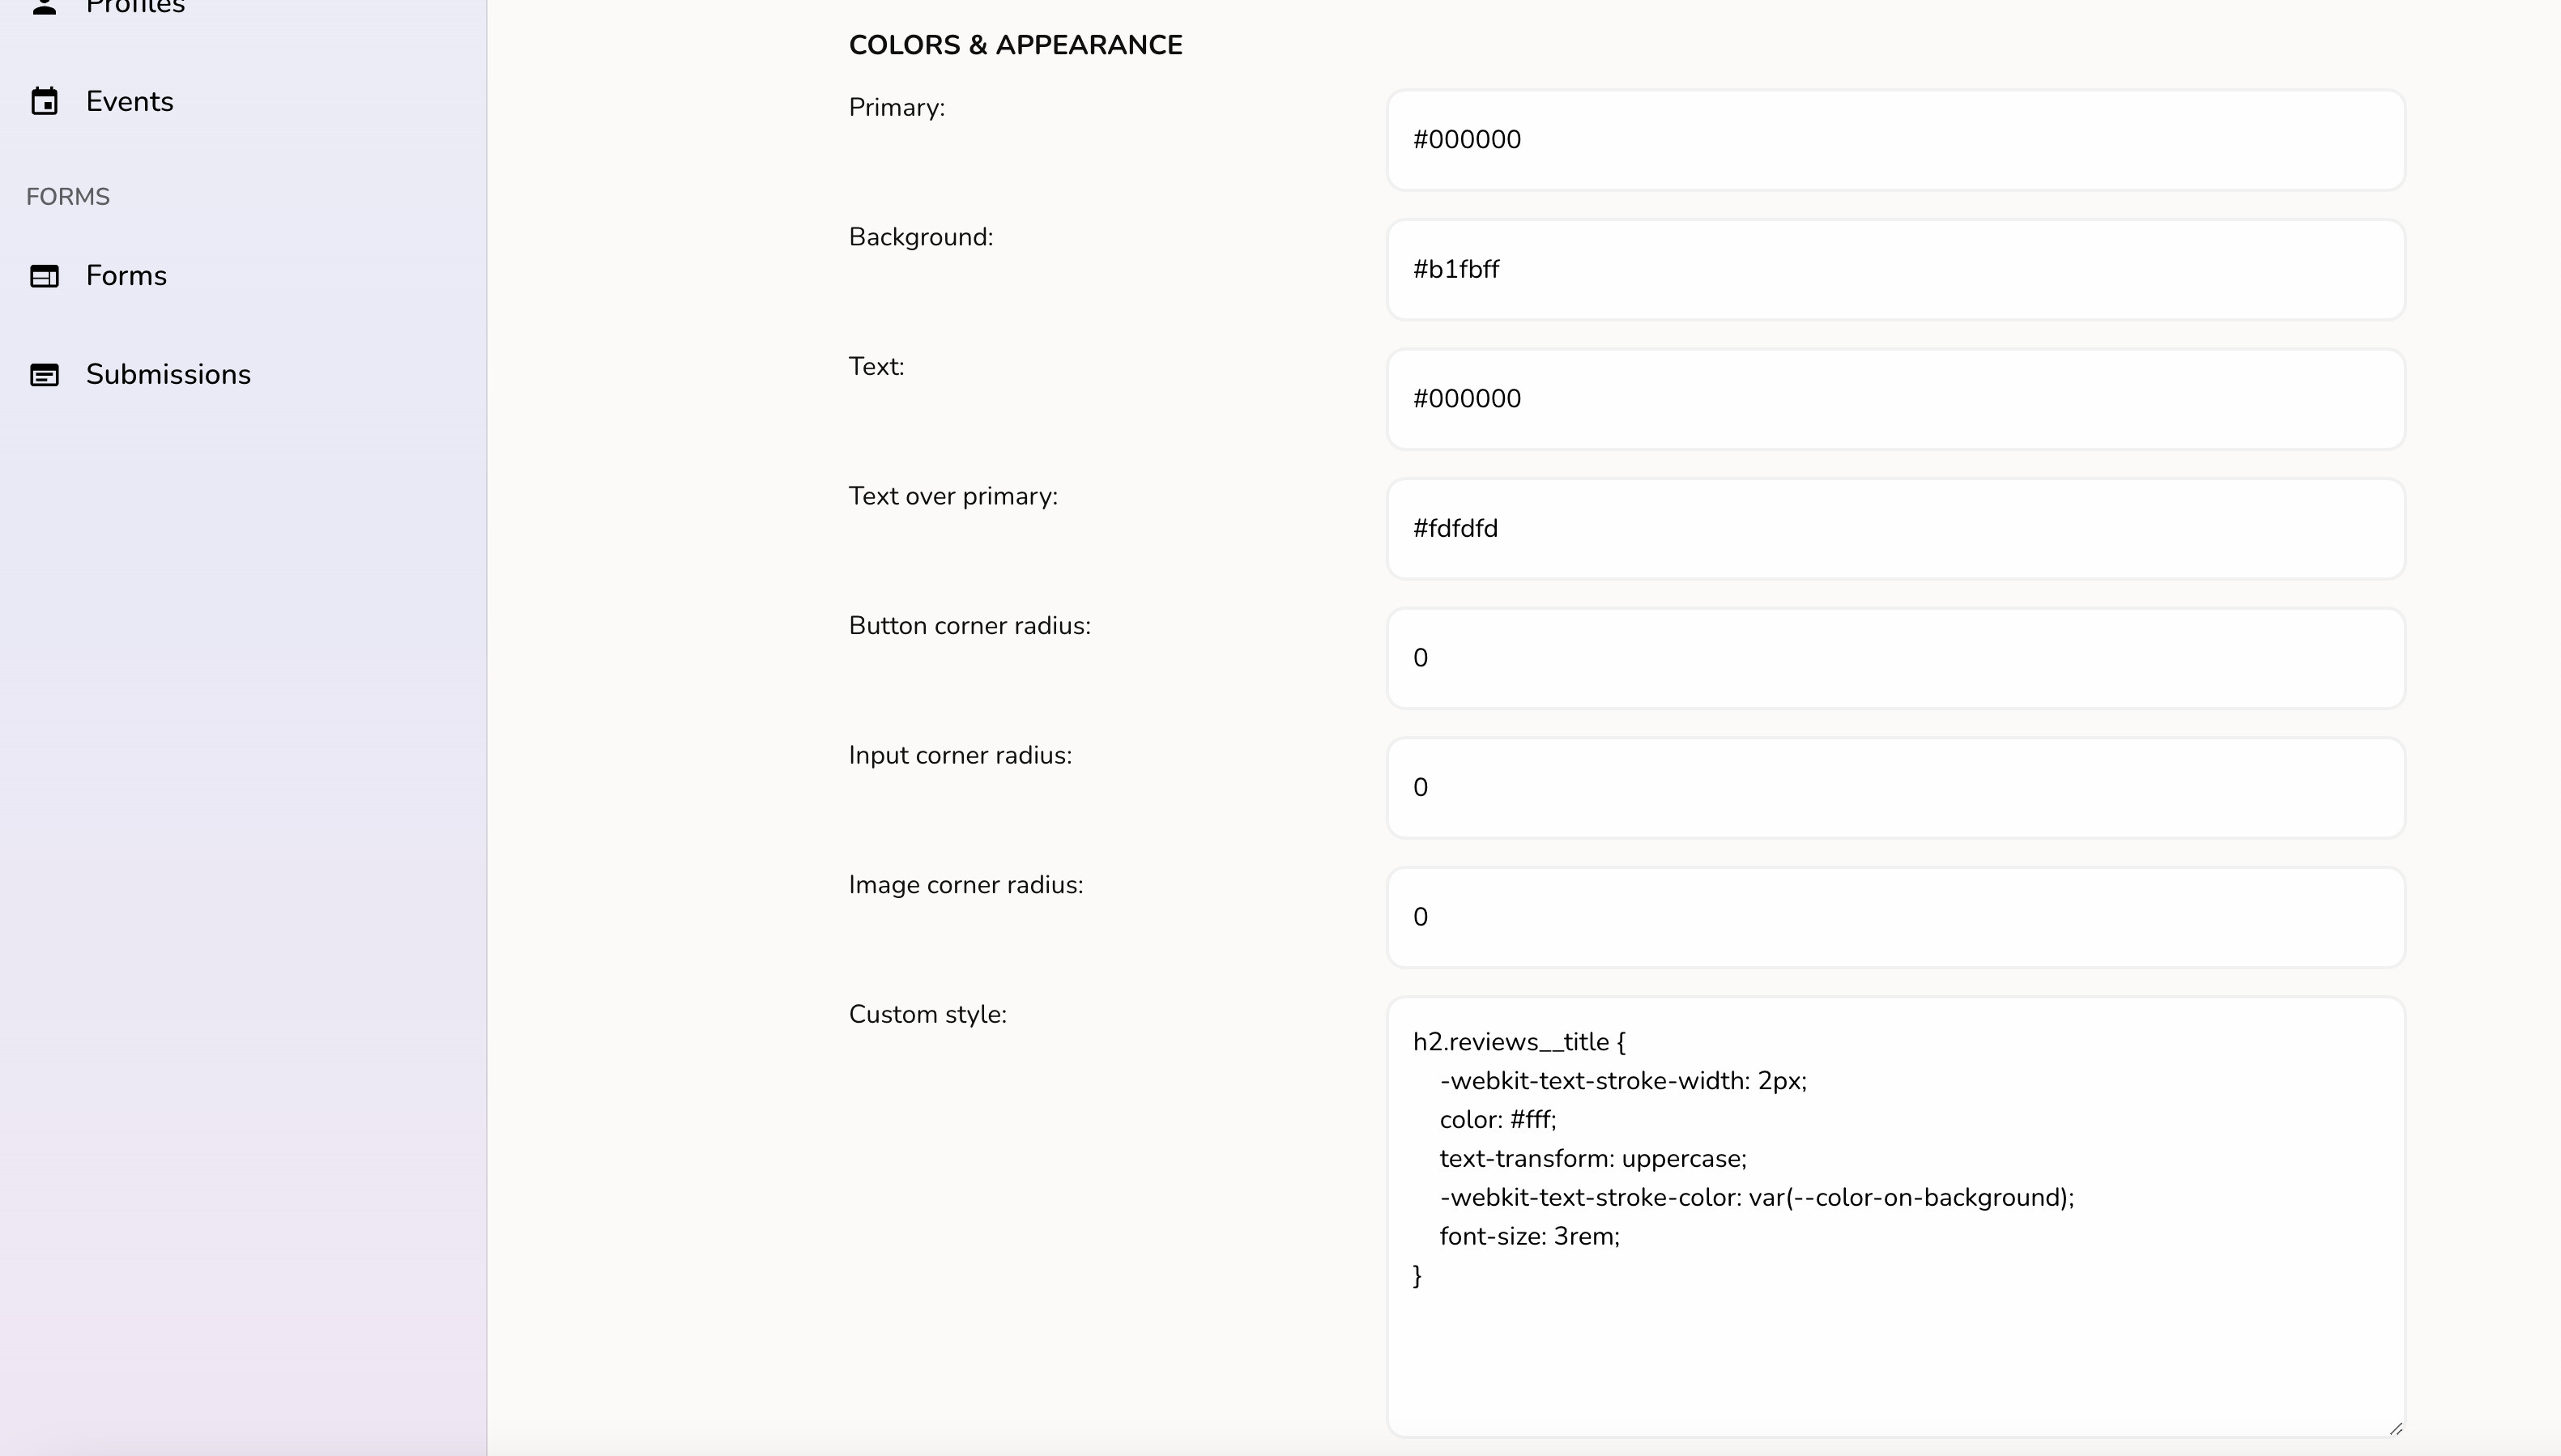 Profiles
Events
FORMS
Forms
Submissions
COLORS & APPEARANCE
Primary:
#000000
Background:
#b1fbff
Text:
#000000
Text over primary:
#fdfdfd
Button corner radius:
0
Input corner radius:
0
Image corner radius:
0
Custom style:
h2.reviews__title {
-webkit-text-stroke-width: 2px;
color: #fff;
text-transform: uppercase;
-webkit-text-stroke-color: var(--color-on-background);
font-size: 3rem;
}